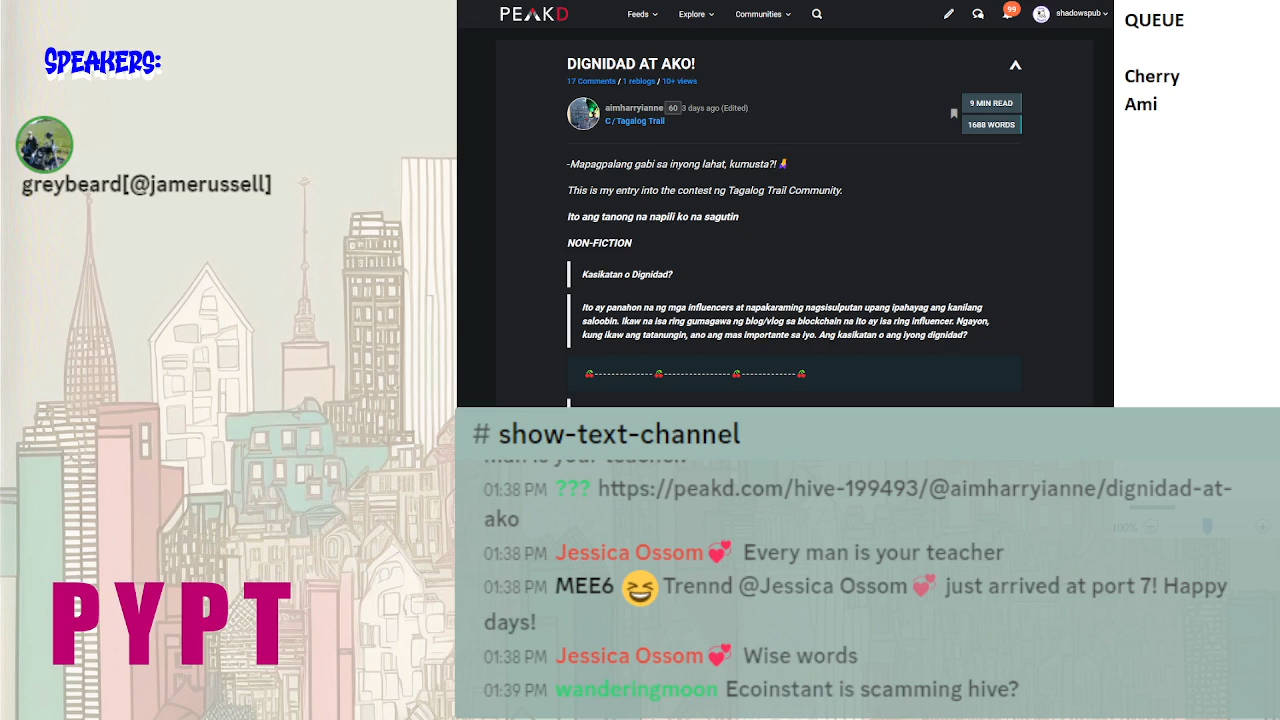 SPEAKERS:
greybeard[@jamerussell]
PYPT
PEAKD
Feeds
Explore
Communities
99
shadowspub
DIGNIDAD AT AKO!
17 Comments / 1 reblogs / 10+ views
aimharryianne 60 3 days ago (Edited)
C / Tagalog Trail
9 MIN READ
1688 WORDS
-Mapagpalang gabi sa inyong lahat, kumusta?!
This is my entry into the contest ng Tagalog Trail Community.
Ito ang tanong na napili ko na sagutin
NON-FICTION
Kasikatan o Dignidad?
Ito ay panahon na ng mga influencers at napakaraming nagsisulputan upang ipahayag ang kanilang
saloobin. Ikaw na isa ring gumagawa ng blog/vlog sa blockchain na ito ay isa ring influencer. Ngayon,
kung ikaw ang tatanungin, ano ang mas importante sa iyo. Ang kasikatan o ang iyong dignidad?
QUEUE
Cherry
Ami
# show-text-channel
man is your teacher.
01:38 PM ??? https://peakd.com/hive-199493/@aimharryianne/dignidad-at-
ako
01:38 PM Jessica Ossom Every man is your teacher
01:38 PM MEE6 Trennd @Jessica Ossom just arrived at port 7! Happy
days!
01:38 PM Jessica Ossom Wise words
01:39 PM wanderingmoon Ecoinstant is scamming hive?
100%